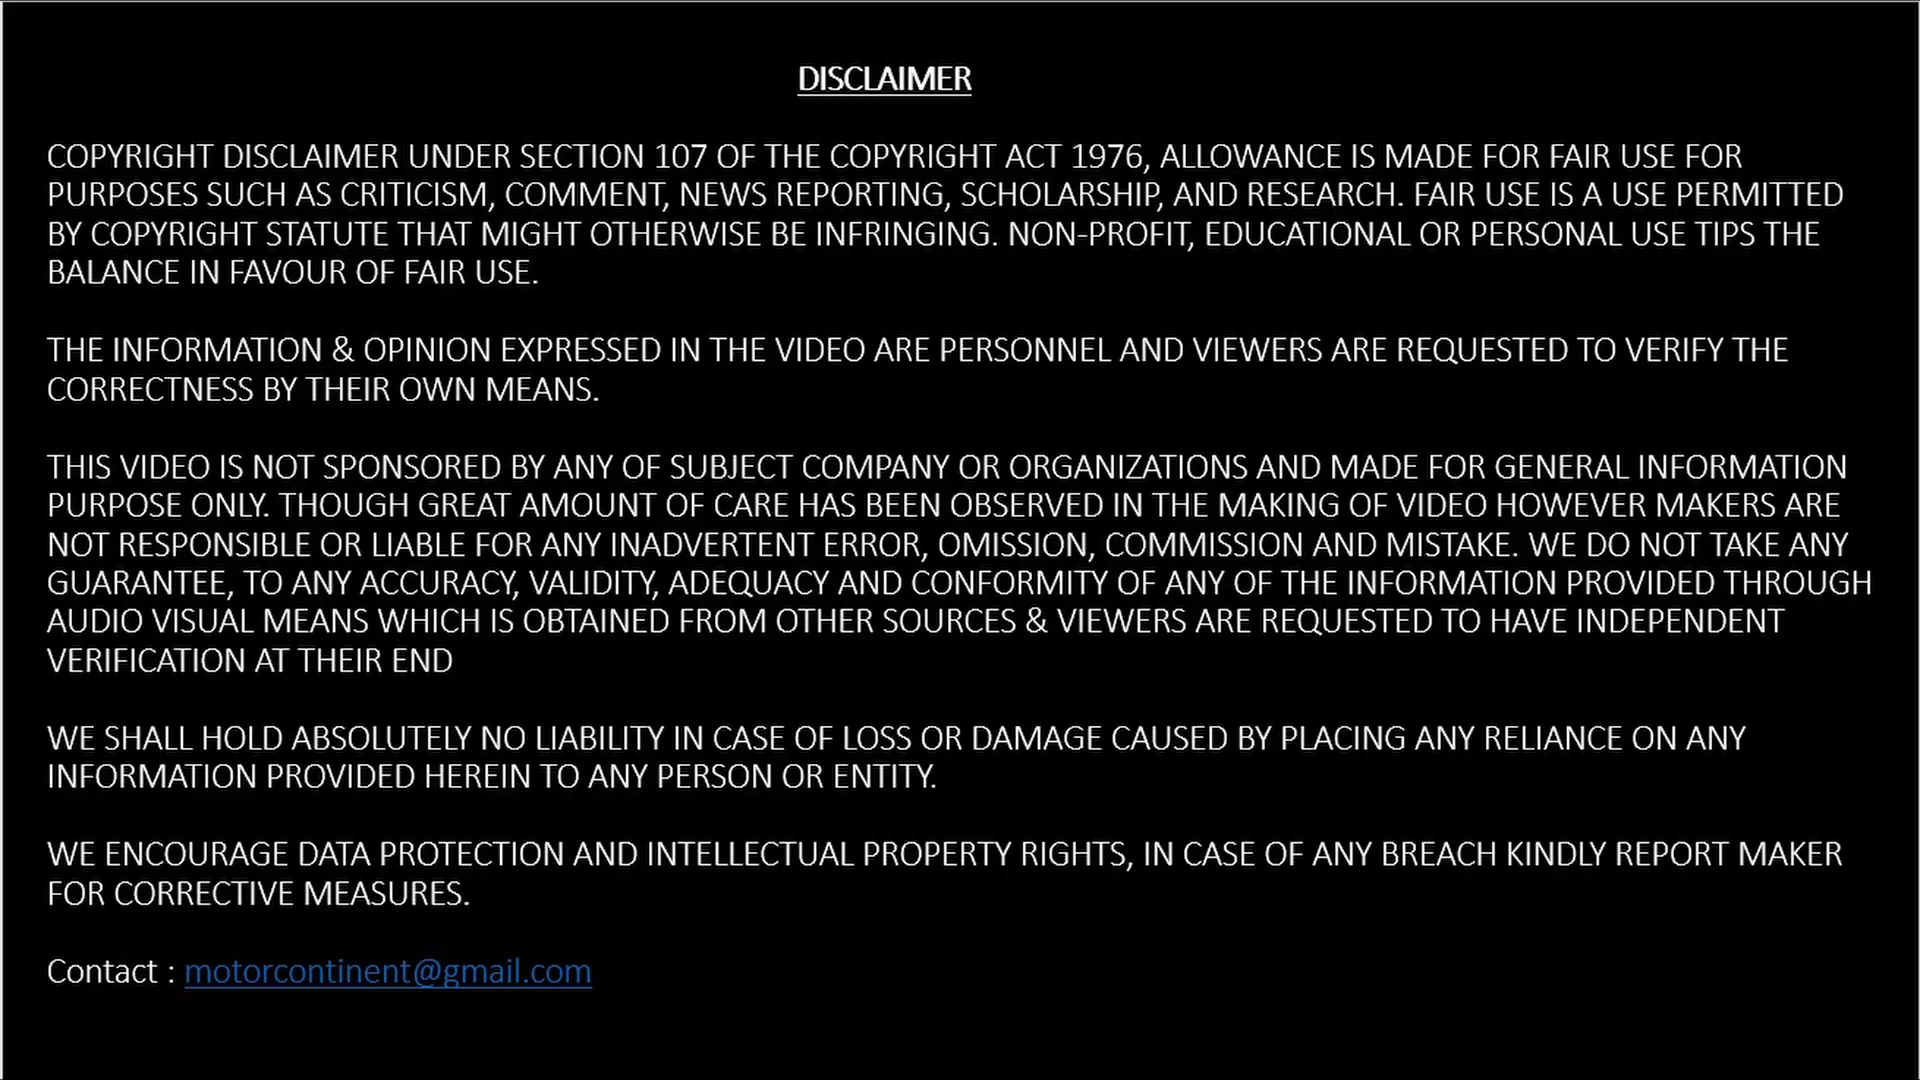 DISCLAIMER
COPYRIGHT DISCLAIMER UNDER SECTION 107 OF THE COPYRIGHT ACT 1976, ALLOWANCE IS MADE FOR FAIR USE FOR
PURPOSES SUCH AS CRITICISM, COMMENT, NEWS REPORTING, SCHOLARSHIP, AND RESEARCH. FAIR USE IS A USE PERMITTED
BY COPYRIGHT STATUTE THAT MIGHT OTHERWISE BE INFRINGING. NON-PROFIT, EDUCATIONAL OR PERSONAL USE TIPS THE
BALANCE IN FAVOUR OF FAIR USE.
THE INFORMATION & OPINION EXPRESSED IN THE VIDEO ARE PERSONNEL AND VIEWERS ARE REQUESTED TO VERIFY THE
CORRECTNESS BY THEIR OWN MEANS.
THIS VIDEO IS NOT SPONSORED BY ANY OF SUBJECT COMPANY OR ORGANIZATIONS AND MADE FOR GENERAL INFORMATION
PURPOSE ONLY. THOUGH GREAT AMOUNT OF CARE HAS BEEN OBSERVED IN THE MAKING OF VIDEO HOWEVER MAKERS ARE
NOT RESPONSIBLE OR LIABLE FOR ANY INADVERTENT ERROR, OMISSION, COMMISSION AND MISTAKE. WE DO NOT TAKE ANY
GUARANTEE, TO ANY ACCURACY, VALIDITY, ADEQUACY AND CONFORMITY OF ANY OF THE INFORMATION PROVIDED THROUGH
AUDIO VISUAL MEANS WHICH IS OBTAINED FROM OTHER SOURCES & VIEWERS ARE REQUESTED TO HAVE INDEPENDENT
VERIFICATION AT THEIR END
WE SHALL HOLD ABSOLUTELY NO LIABILITY IN CASE OF LOSS OR DAMAGE CAUSED BY PLACING ANY RELIANCE ON ANY
INFORMATION PROVIDED HEREIN TO ANY PERSON OR ENTITY.
WE ENCOURAGE DATA PROTECTION AND INTELLECTUAL PROPERTY RIGHTS, IN CASE OF ANY BREACH KINDLY REPORT MAKER
FOR CORRECTIVE MEASURES.
Contact : motorcontinent@gmail.com